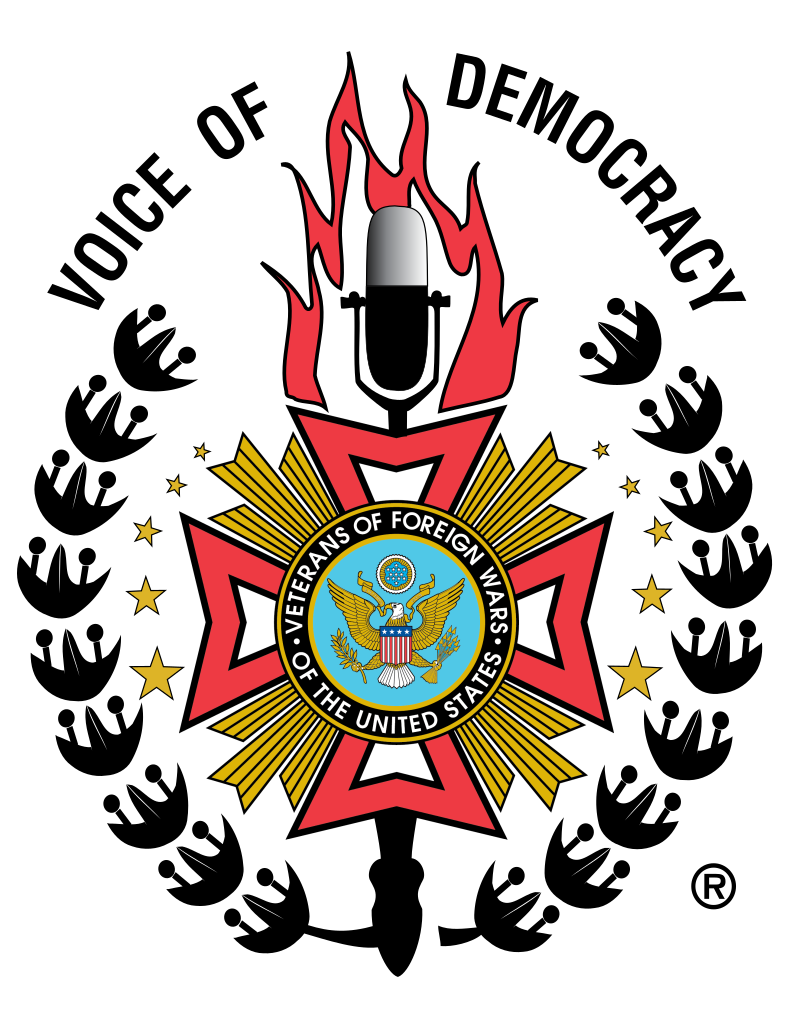 VOICE OF DEMOCRACY
VETERANS OF FOREIGN WARS
OF THE UNITED STATES
®